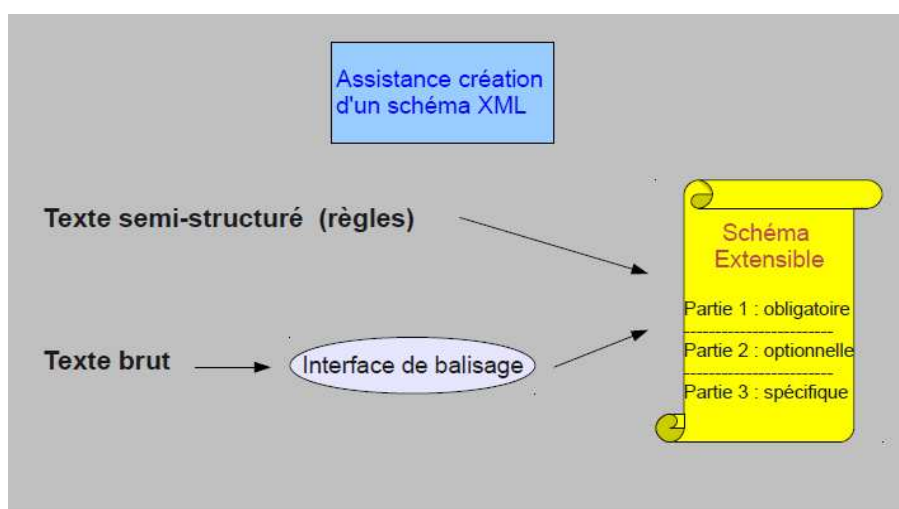 Assistance création
d'un schéma XML
Texte semi-structuré (règles)
Schéma
Extensible
Partie 1 : obligatoire
Texte brut
Interface de balisage
Partie 2 : optionnelle
Partie 3 : spécifique